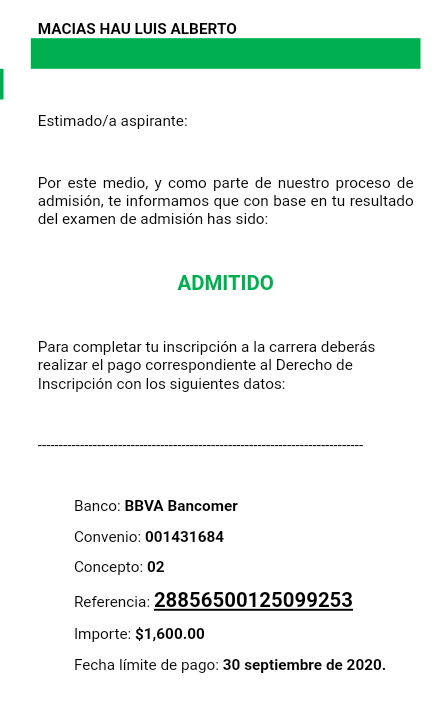 MACIAS HAU LUIS ALBERTO
Estimado/a aspirante:
Por este medio, y como parte de nuestro proceso de
admisión, te informamos que con base en tu resultado
del examen de admisión has sido:
ADMITIDO
Para completar tu inscripción a la carrera deberás
realizar el pago correspondiente al Derecho de
Inscripción con los siguientes datos:
------------------------------------------------------------------------------
Banco: BBVA Bancomer
Convenio: 001431684
Concepto: 02
Referencia: 28856500125099253
Importe: $1,600.00
Fecha límite de pago: 30 septiembre de 2020.